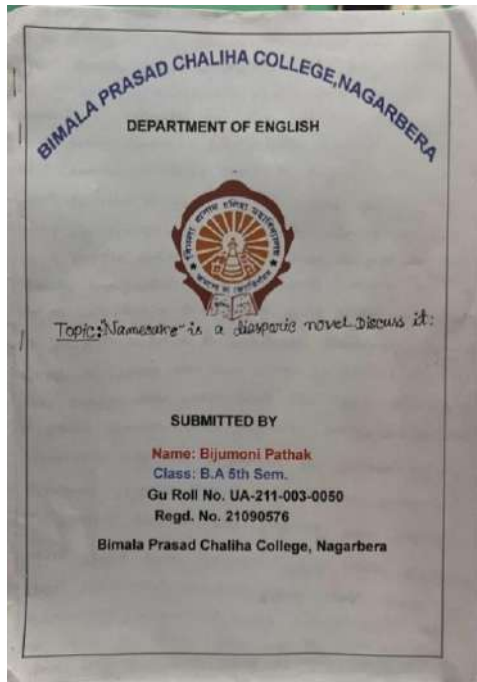 BIMALA PRASAD CHALIHA COLLEGE,NAGARBERA
DEPARTMENT OF ENGLISH
Topic: "Namesake" is a diasporic novel Discuss it:
SUBMITTED BY
Name: Bijumoni Pathak
Class: B.A 5th Sem.
Gu Roll No. UA-211-003-0050
Regd. No. 21090576
Bimala Prasad Chaliha College, Nagarbera